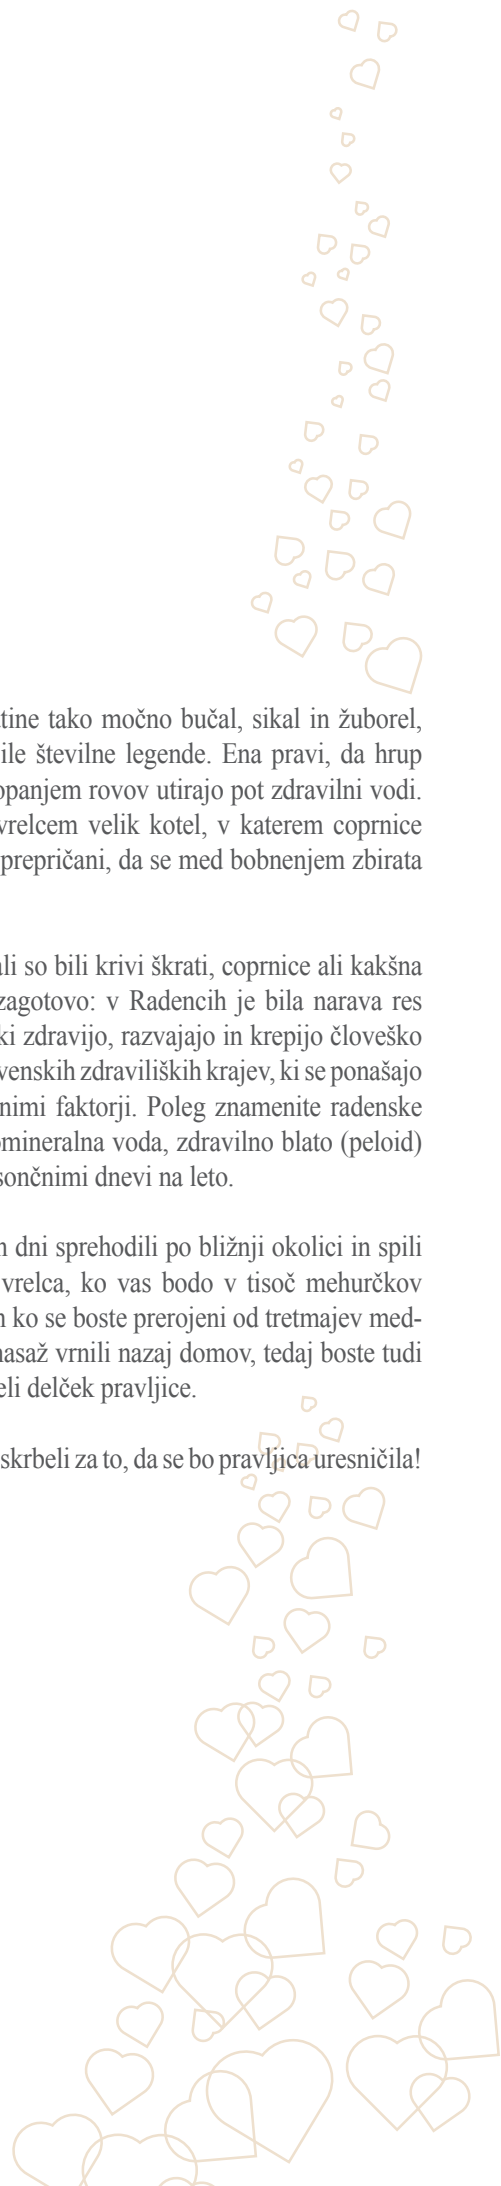 tine tako močno bučal, sikal in žuborel,
ile številne legende. Ena pravi, da hrup
opanjem rovov utirajo pot zdravilni vodi.
vrelcem velik kotel, v katerem coprnice
prepričani, da se med bobnenjem zbirata
ali so bili krivi škrati, coprnice ali kakšna
zagotovo: v Radencih je bila narava res
ki zdravijo, razvajajo in krepijo človeško
venskih zdraviliških krajev, ki se ponašajo
nimi faktorji. Poleg znamenite radenske
omineralna voda, zdravilno blato (peloid)
sončnimi dnevi na leto.
h dni sprehodili po bližnji okolici in spili
vrelca, ko vas bodo v tisoč mehurčkov
n ko se boste prerojeni od tretmajev med-
nasaž vrnili nazaj domov, tedaj boste tudi
eli delček pravljice.
skrbeli za to, da se bo pravljica uresničila!